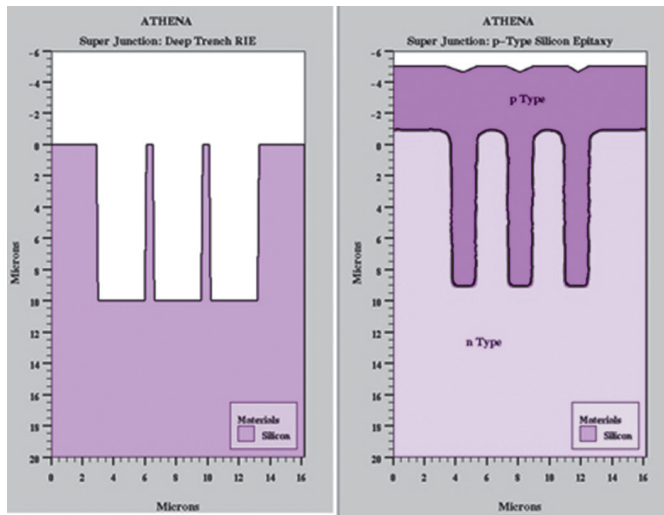 ATHENA
Super Junction: Deep Trench RIE
-6
-4
-2
0
2
4
6
8
10
12
14
16
18
20
Microns
Materials
Silicon
0 2 4 6 8 10 12 14 16
Microns
ATHENA
Super Junction: p-Type Silicon Epitaxy
-6
-4
-2
0
2
4
6
8
10
12
14
16
18
20
Microns
p Type
n Type
Materials
Silicon
0 2 4 6 8 10 12 14 16
Microns